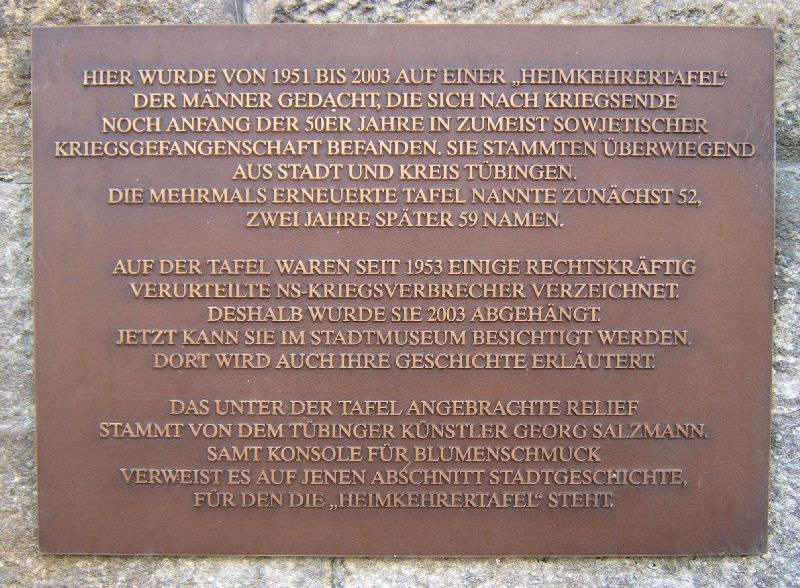 HIER WURDE VON 1951 BIS 2003 AUF EINER „HEIMKEHRERTAFEL“
DER MÄNNER GEDACHT, DIE SICH NACH KRIEGSENDE
NOCH ANFANG DER 50ER JAHRE IN ZUMEIST SOWJETISCHER
KRIEGSGEFANGENSCHAFT BEFANDEN. SIE STAMMTEN ÜBERWIEGEND
AUS STADT UND KREIS TÜBINGEN.
DIE MEHRMALS ERNEUERTE TAFEL NANNTE ZUNÄCHST 52,
ZWEI JAHRE SPÄTER 59 NAMEN.
AUF DER TAFEL WAREN SEIT 1953 EINIGE RECHTSKRÄFTIG
VERURTEILTE NS-KRIEGSVERBRECHER VERZEICHNET.
DESHALB WURDE SIE 2003 ABGEHÄNGT.
JETZT KANN SIE IM STADTMUSEUM BESICHTIGT WERDEN.
DORT WIRD AUCH IHRE GESCHICHTE ERLÄUTERT.
DAS UNTER DER TAFEL ANGEBRACHTE RELIEF
STAMMT VON DEM TÜBINGER KÜNSTLER GEORG SALZMANN.
SAMT KONSOLE FÜR BLUMENSCHMUCK
VERWEIST ES AUF JENEN ABSCHNITT STADTGESCHICHTE,
FÜR DEN DIE „HEIMKEHRERTAFEL“ STEHT.